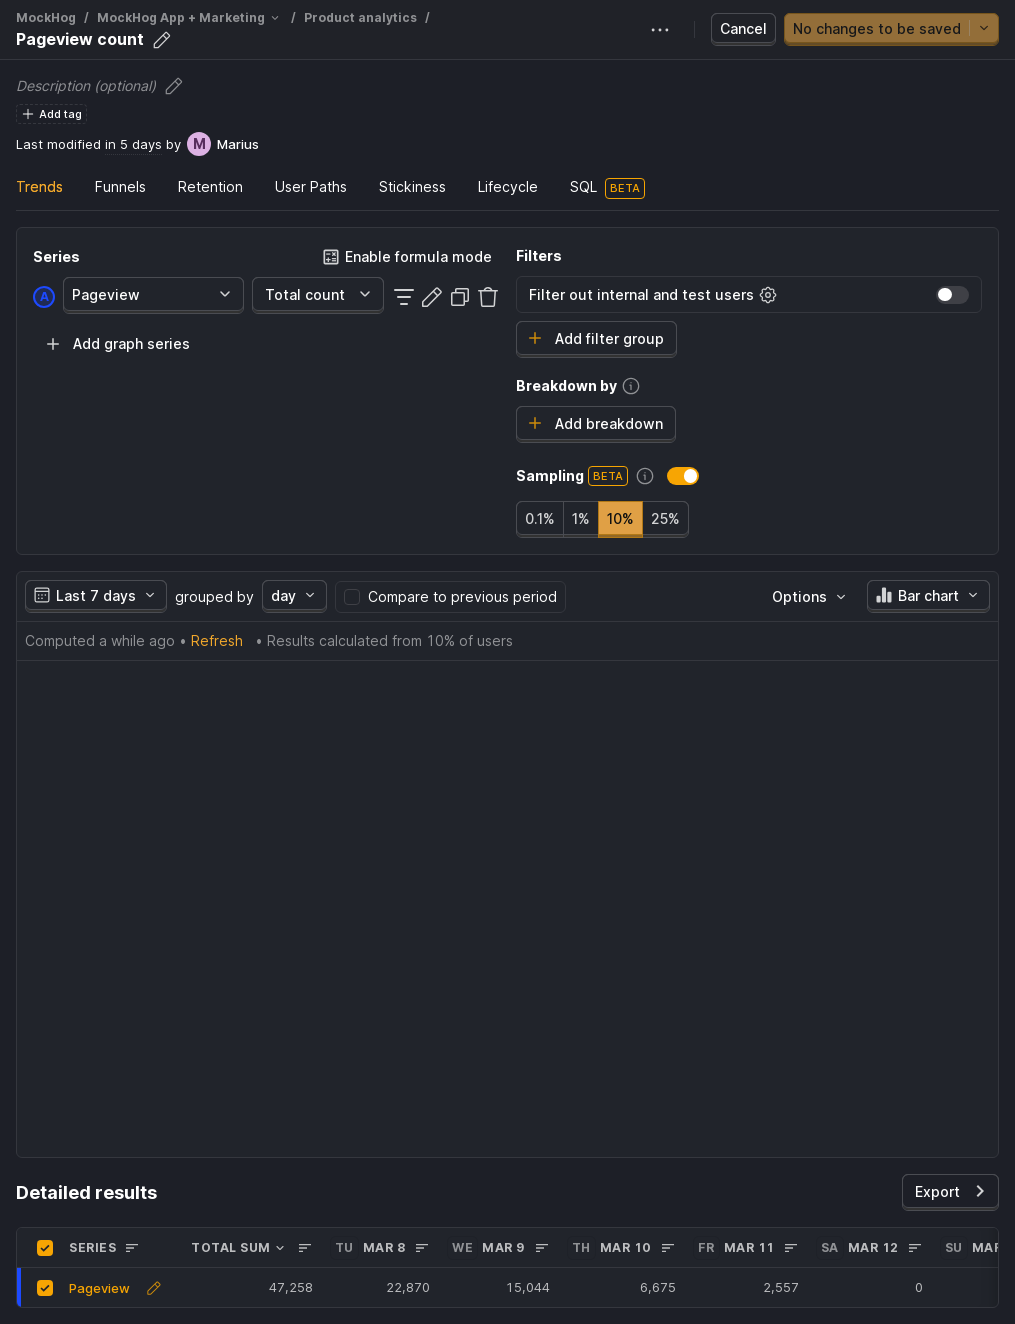 MockHog / MockHog App + Marketing / Product analytics /
Pageview count
Cancel
No changes to be saved
Description (optional)
Add tag
Last modified in 5 days by M Marius
Trends Funnels Retention User Paths Stickiness Lifecycle SQL BETA
Series
Enable formula mode
A Pageview Total count
Add graph series
Filters
Filter out internal and test users
Add filter group
Breakdown by
Add breakdown
Sampling BETA
0.1% 1% 10% 25%
Last 7 days grouped by day Compare to previous period Options Bar chart
Computed a while ago • Refresh • Results calculated from 10% of users
Detailed results
Export
SERIES TOTAL SUM TU MAR 8 WE MAR 9 TH MAR 10 FR MAR 11 SA MAR 12 SU
Pageview 47,258 22,870 15,044 6,675 2,557 0